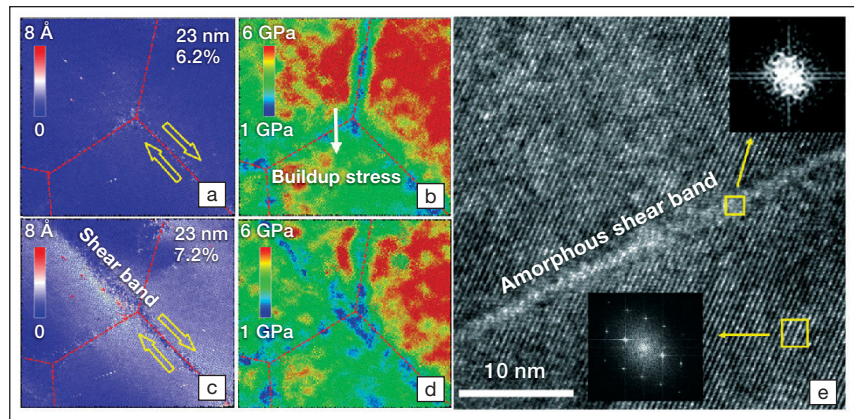 8 Å
0
23 nm
6.2%
a
6 GPa
1 GPa
Buildup stress
b
8 Å
0
Shear band
23 nm
7.2%
c
6 GPa
1 GPa
d
Amorphous shear band
10 nm
e